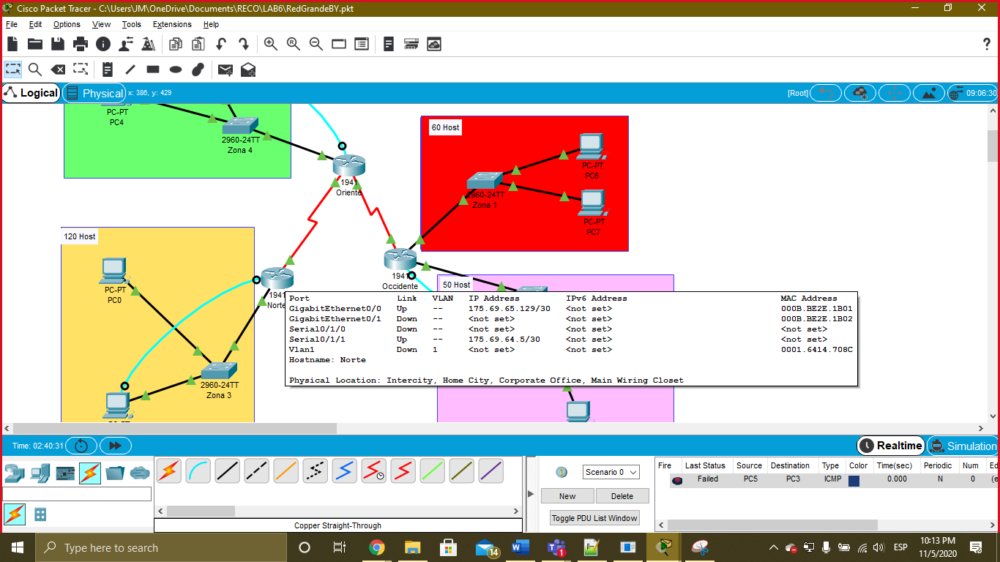 Cisco Packet Tracer - C:\Users\JM\OneDrive\Documents\RECO\LAB6\RedGrandeBY.pkt
File Edit Options View Tools Extensions Help
Logical Physical x: 386, y: 429 [Root] 09:06:30
PC-PT
PC4
2960-24TT
Zona 4
1941
Oriente
60 Host
PC-PT
PC6
2960-24TT
Zona 1
PC-PT
PC7
120 Host
PC-PT
PC0
1941
Norte
1941
Occidente
50 Host
2960-24TT
Zona 3
Port Link VLAN IP Address IPv6 Address MAC Address
GigabitEthernet0/0 Up -- 175.69.65.129/30 <not set> 000B.BE2E.1B01
GigabitEthernet0/1 Down -- <not set> <not set> 000B.BE2E.1B02
Serial0/1/0 Down -- <not set> <not set> <not set>
Serial0/1/1 Up -- 175.69.64.5/30 <not set> <not set>
Vlan1 Down 1 <not set> <not set> 0001.6414.708C
Hostname: Norte
Physical Location: Intercity, Home City, Corporate Office, Main Wiring Closet
Time: 02:40:31 Realtime Simulation
Scenario 0
New Delete
Toggle PDU List Window
Copper Straight-Through
Fire Last Status Source Destination Type Color Time(sec) Periodic Num Ed
Failed PC5 PC3 ICMP 0.000 N 0 (e
Type here to search
14
1
ESP
10:13 PM
11/5/2020